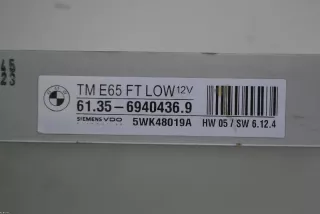 TM E65 FT LOW 12V
61.35-6940436.9
SIEMENS VDO 5WK48019A HW 05 / SW 6.12.4